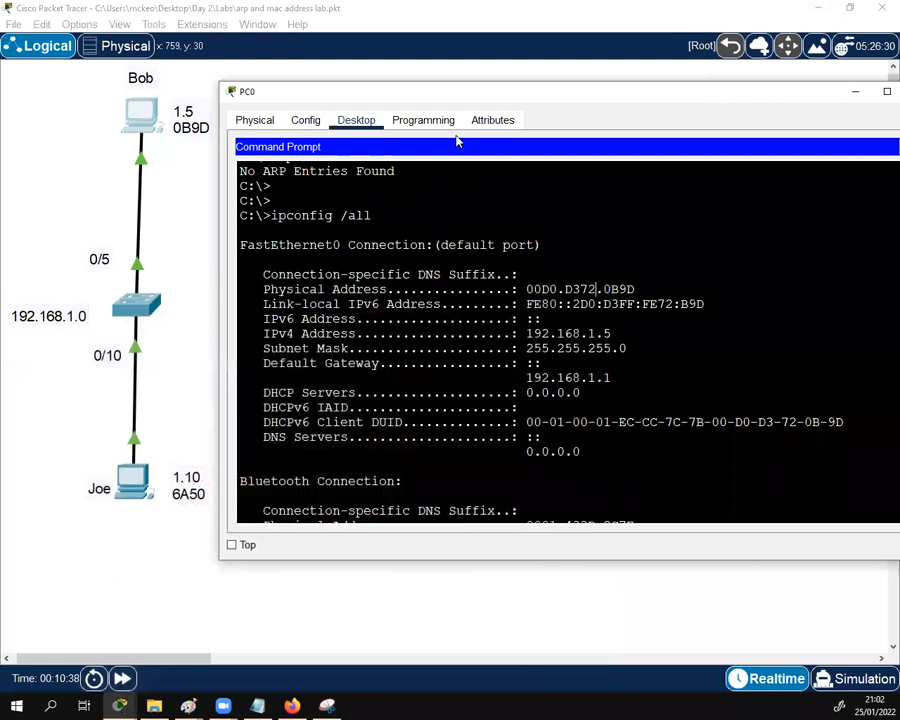 Cisco Packet Tracer - C:\Users\mckeo\Desktop\Day 2\Labs\arp and mac address lab.pkt
File Edit Options View Tools Extensions Window Help
Logical Physical x: 759, y: 30 [Root] 05:26:30
Bob
1.5
0B9D
0/5
192.168.1.0
0/10
Joe
1.10
6A50
PC0
Physical Config Desktop Programming Attributes
Command Prompt
No ARP Entries Found
C:\>
C:\>
C:\>ipconfig /all
FastEthernet0 Connection:(default port)
Connection-specific DNS Suffix..:
Physical Address................: 00D0.D372.0B9D
Link-local IPv6 Address.........: FE80::2D0:D3FF:FE72:B9D
IPv6 Address....................: ::
IPv4 Address....................: 192.168.1.5
Subnet Mask.....................: 255.255.255.0
Default Gateway.................: ::
192.168.1.1
DHCP Servers....................: 0.0.0.0
DHCPv6 IAID.....................:
DHCPv6 Client DUID..............: 00-01-00-01-EC-CC-7C-7B-00-D0-D3-72-0B-9D
DNS Servers.....................: ::
0.0.0.0
Bluetooth Connection:
Connection-specific DNS Suffix..:
Top
Time: 00:10:38 Realtime Simulation
21:02
25/01/2022